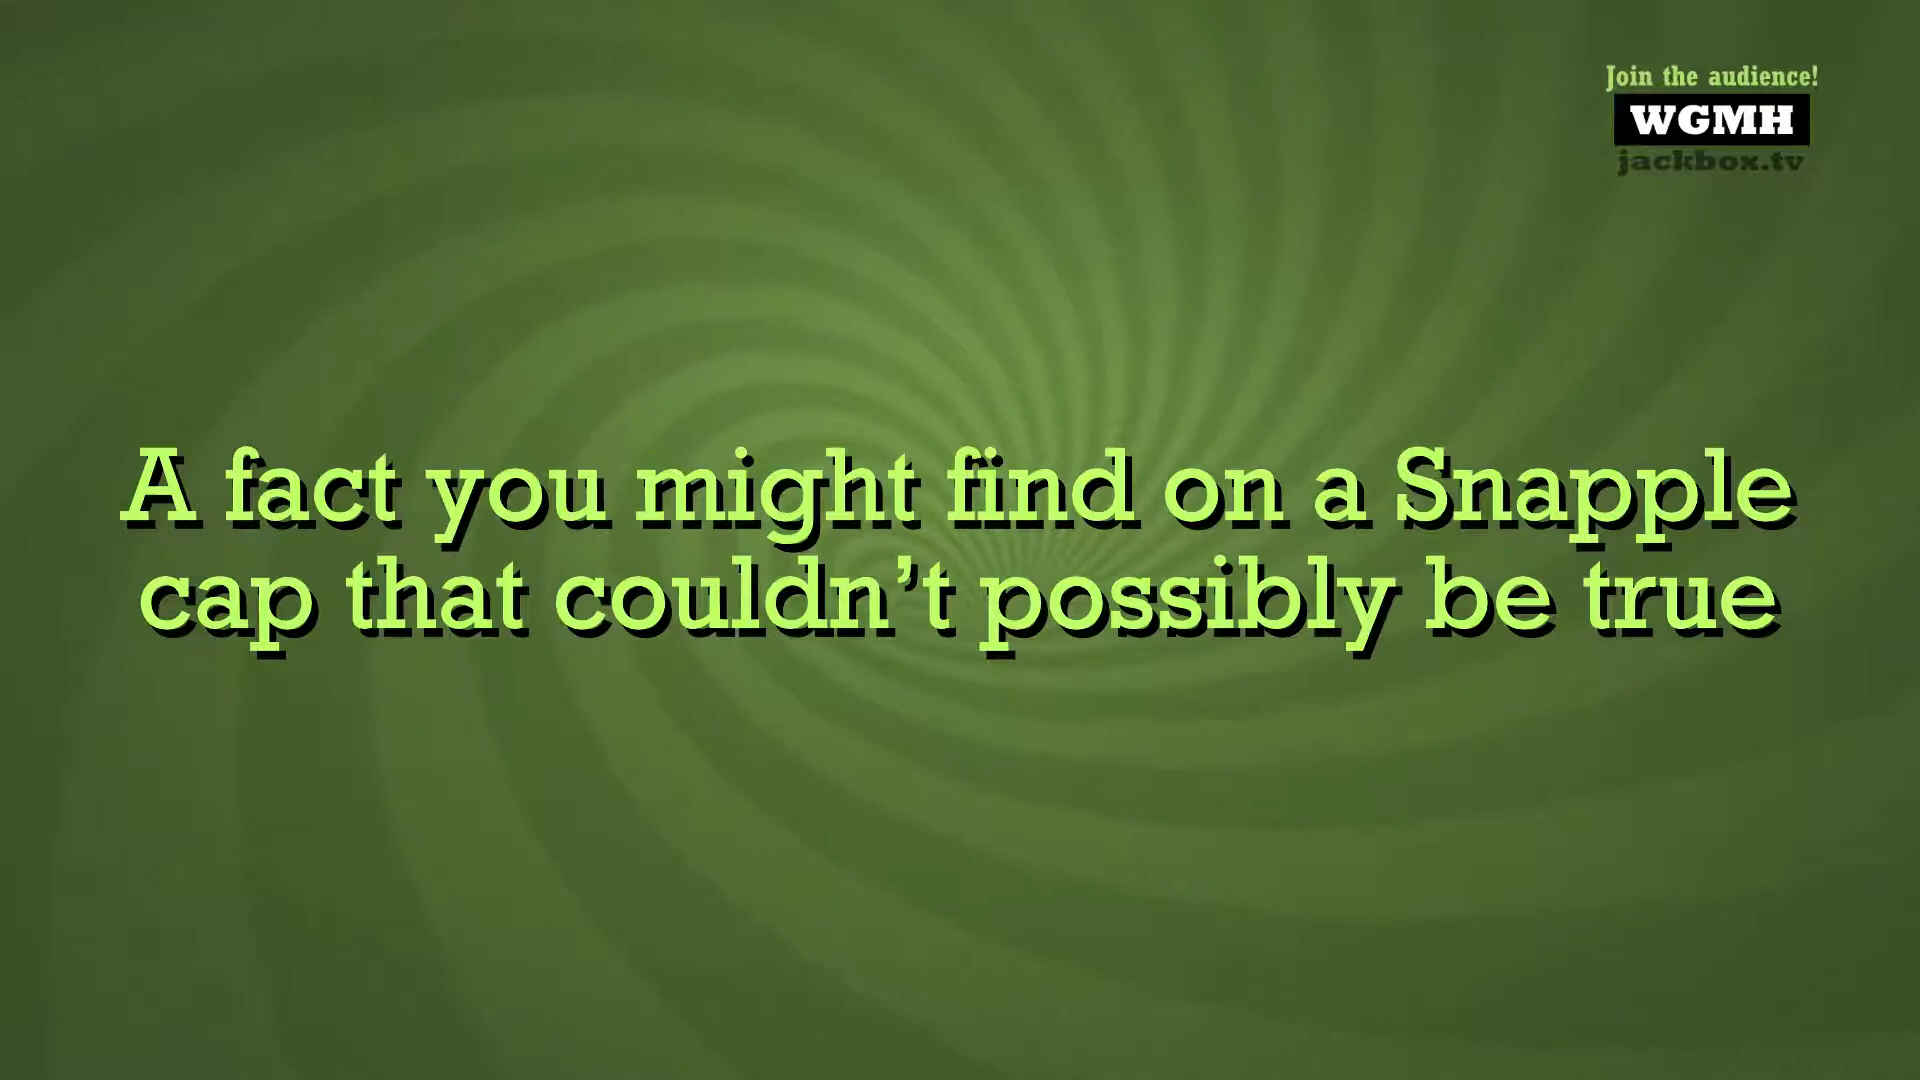 Join the audience!
WGMH
jackbox.tv
A fact you might find on a Snapple
cap that couldn’t possibly be true